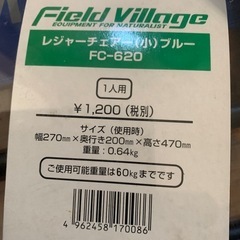 Field Village
EQUIPMENT FOR NATURALIST
レジャーチェアー(小)ブルー
FC-620
1人用
￥1,200(税別)
サイズ(使用時)
幅270mm×奥行き200mm×高さ470mm
重量:0.64kg
ご使用可能重量は60kgまでです
4 962458 170086